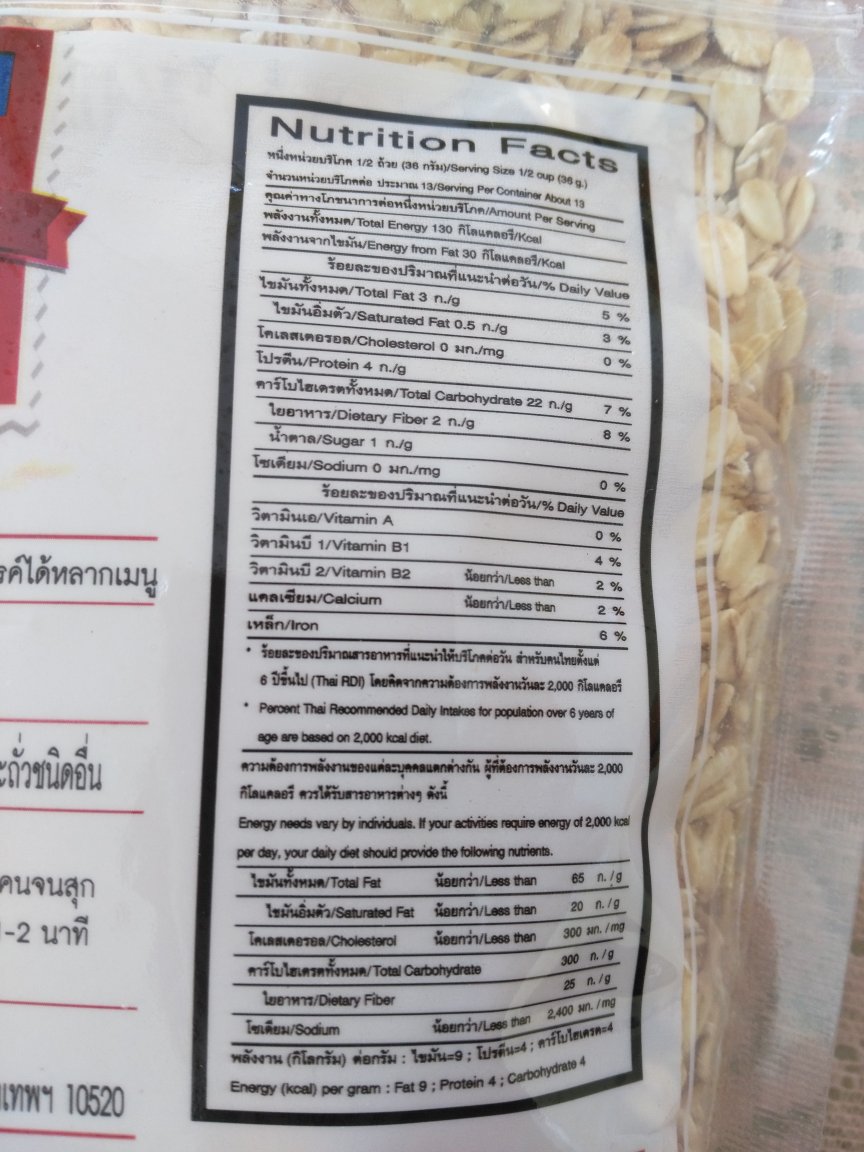 Nutrition Facts
หนึ่งหน่วยบริโภค 1/2 ถ้วย (36 กรัม)/Serving Size 1/2 cup (36 g.)
จำนวนหน่วยบริโภคต่อ ประมาณ 13/Serving Per Container About 13
คุณค่าทางโภชนาการต่อหนึ่งหน่วยบริโภค/Amount Per Serving
พลังงานทั้งหมด/Total Energy 130 กิโลแคลอรี/Kcal
พลังงานจากไขมัน/Energy from Fat 30 กิโลแคลอรี/Kcal
ร้อยละของปริมาณที่แนะนำต่อวัน/% Daily Value
ไขมันทั้งหมด/Total Fat 3 ก./g 5 %
ไขมันอิ่มตัว/Saturated Fat 0.5 ก./g 3 %
โคเลสเตอรอล/Cholesterol 0 มก./mg 0 %
โปรตีน/Protein 4 ก./g
คาร์โบไฮเดรตทั้งหมด/Total Carbohydrate 22 ก./g 7 %
ใยอาหาร/Dietary Fiber 2 ก./g 8 %
น้ำตาล/Sugar 1 ก./g
โซเดียม/Sodium 0 มก./mg 0 %
ร้อยละของปริมาณที่แนะนำต่อวัน/% Daily Value
วิตามินเอ/Vitamin A 0 %
วิตามินบี 1/Vitamin B1 4 %
วิตามินบี 2/Vitamin B2 น้อยกว่า/Less than 2 %
แคลเซียม/Calcium น้อยกว่า/Less than 2 %
เหล็ก/Iron 6 %
* ร้อยละของปริมาณสารอาหารที่แนะนำให้บริโภคต่อวัน สำหรับคนไทยตั้งแต่
6 ปีขึ้นไป (Thai RDI) โดยคิดจากความต้องการพลังงานวันละ 2,000 กิโลแคลอรี
* Percent Thai Recommended Daily Intakes for population over 6 years of
age are based on 2,000 kcal diet.
ความต้องการพลังงานของแต่ละบุคคลแตกต่างกัน ผู้ที่ต้องการพลังงานวันละ 2,000
กิโลแคลอรี ควรได้รับสารอาหารต่างๆ ดังนี้
Energy needs vary by individuals. If your activities require energy of 2,000 kcal
per day, your daily diet should provide the following nutrients.
ไขมันทั้งหมด/Total Fat น้อยกว่า/Less than 65 ก./g
ไขมันอิ่มตัว/Saturated Fat น้อยกว่า/Less than 20 ก./g
โคเลสเตอรอล/Cholesterol น้อยกว่า/Less than 300 มก./mg
คาร์โบไฮเดรตทั้งหมด/Total Carbohydrate 300 ก./g
ใยอาหาร/Dietary Fiber 25 ก./g
โซเดียม/Sodium น้อยกว่า/Less than 2,400 มก./mg
พลังงาน (กิโลกรัม) ต่อกรัม : ไขมัน=9 ; โปรตีน=4 ; คาร์โบไฮเดรต=4
Energy (kcal) per gram : Fat 9 ; Protein 4 ; Carbohydrate 4
ได้หลากเมนู
ถั่วชนิดอื่น
คนจนสุก
1-2 นาที
10520